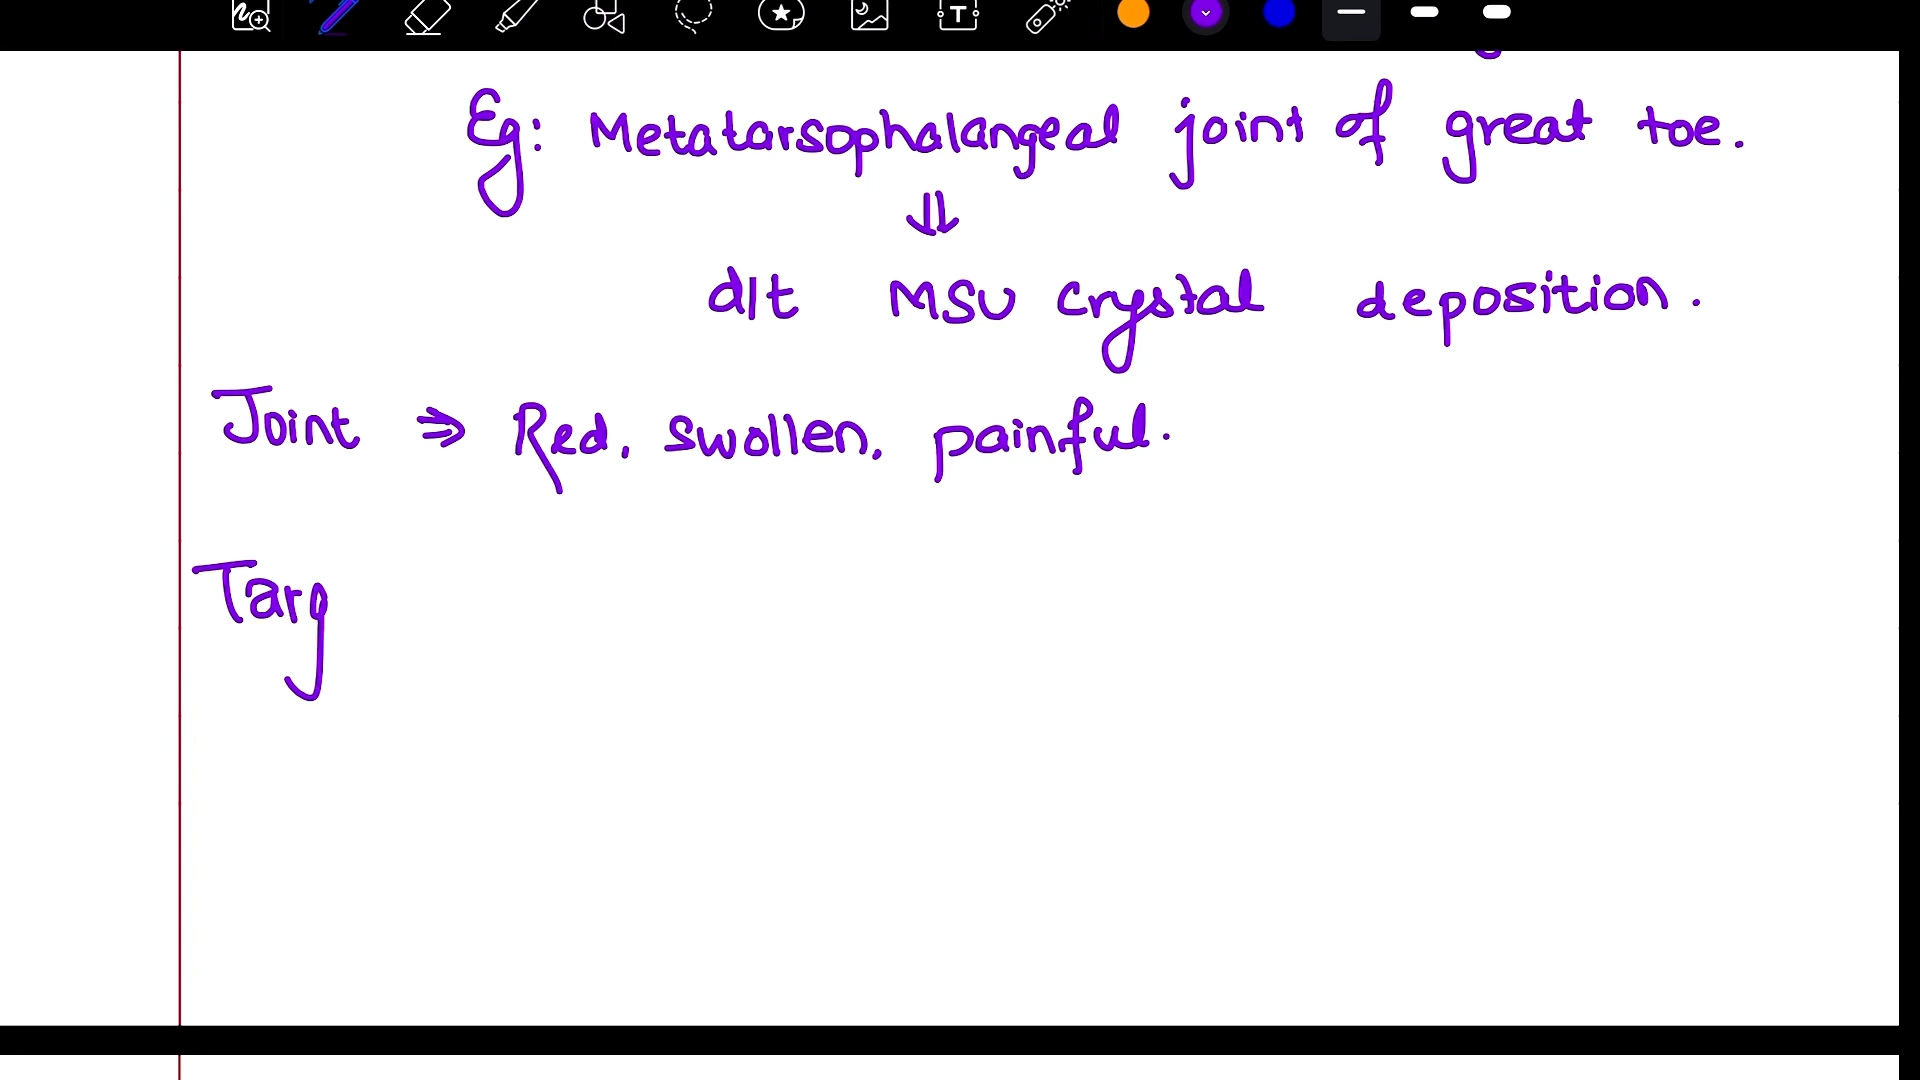 Eg: Metatarsophalangeal joint of great toe.
⇓
d/t MSU crystal deposition.
Joint ⇒ Red, swollen, painful.
Targ